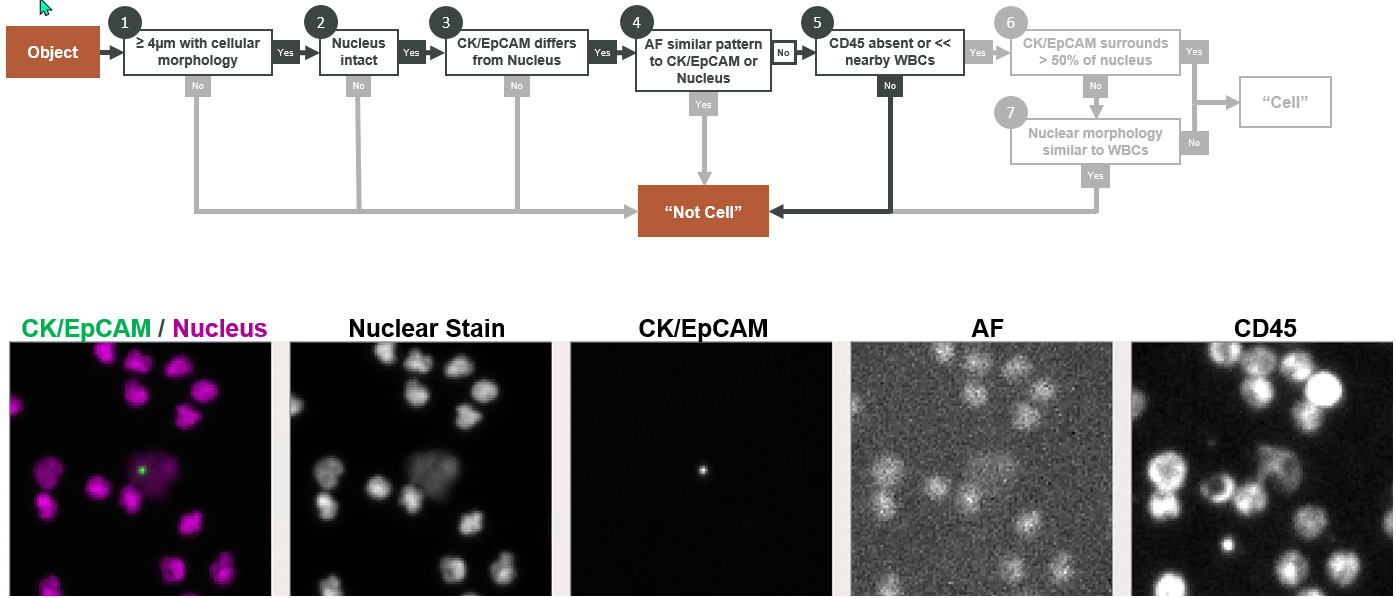 Object
1
≥ 4µm with cellular
morphology
Yes
No
2
Nucleus
intact
Yes
No
3
CK/EpCAM differs
from Nucleus
Yes
No
4
AF similar pattern
to CK/EpCAM or
Nucleus
No
Yes
5
CD45 absent or <<
nearby WBCs
Yes
No
6
CK/EpCAM surrounds
> 50% of nucleus
Yes
No
7
Nuclear morphology
similar to WBCs
No
Yes
“Cell”
“Not Cell”
CK/EpCAM / Nucleus
Nuclear Stain
CK/EpCAM
AF
CD45